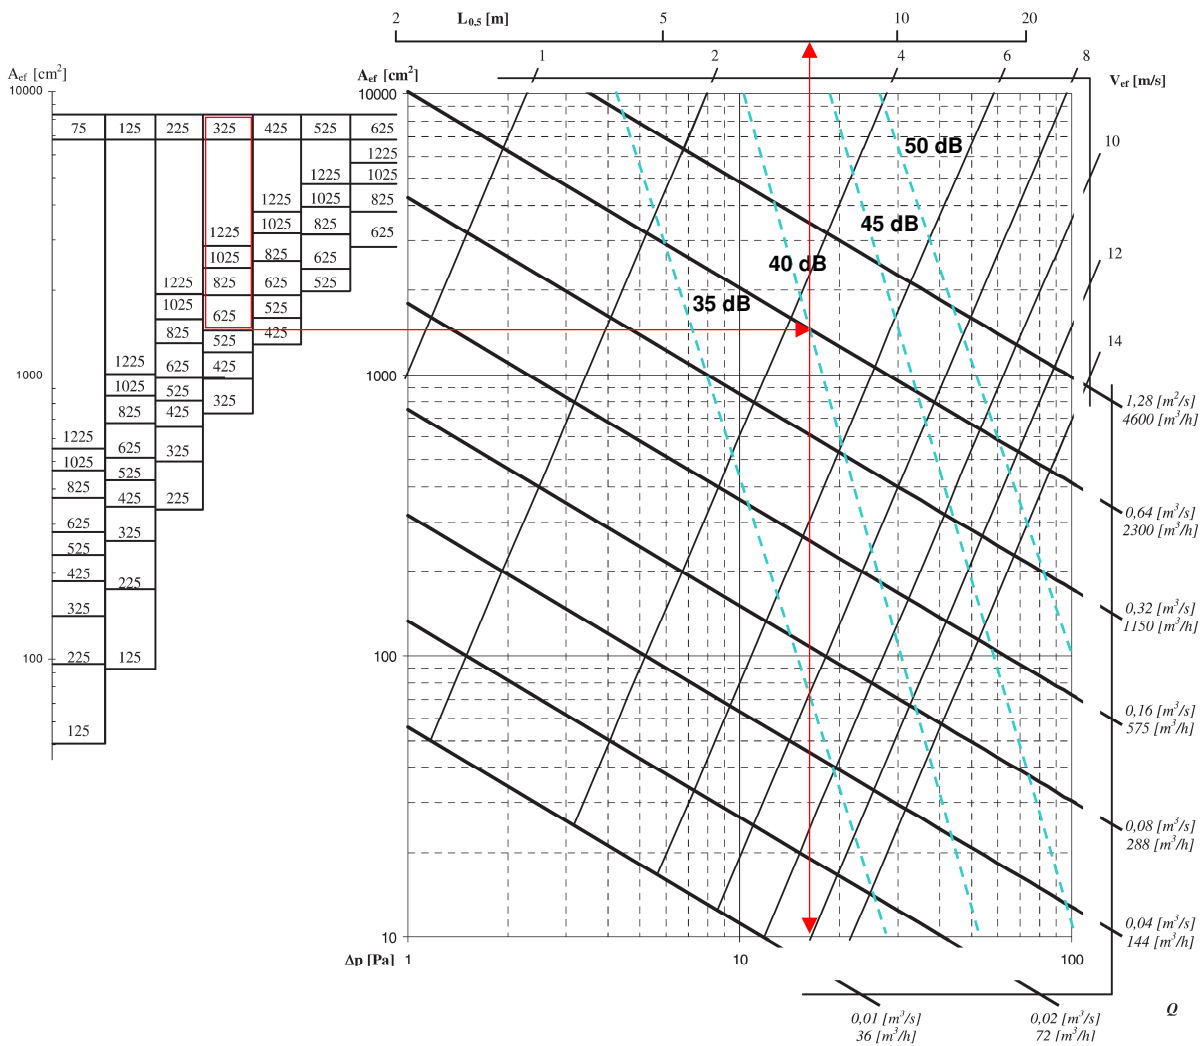 2 L0.5 [m] 5 10 20
1 2 4 6 8
Aef [cm²] Aef [cm²] Vef [m/s]
10000 10000
75 125 225 325 425 525 625
10
50 dB
1225
1225 1025
1225 1025 825
1225 1025 825 625
45 dB
1025 825 625
12
40 dB
1225 825 625 525
1025 625 525
35 dB
825 525 425
14
1225 625 425
1000 1000
1025 525 325
825 425
1,28 [m²/s]
4600 [m³/h]
1225 625 325
1025 525
825 425 225
0,64 [m³/s]
2300 [m³/h]
625 325
525
425 225
325
0,32 [m³/s]
1150 [m³/h]
225 125
100 100
125
0,16 [m³/s]
575 [m³/h]
0,08 [m³/s]
288 [m³/h]
0,04 [m³/s]
144 [m³/h]
10
Δp [Pa] 1 10 100
0,01 [m³/s] 0,02 [m³/s] Q
36 [m³/h] 72 [m³/h]